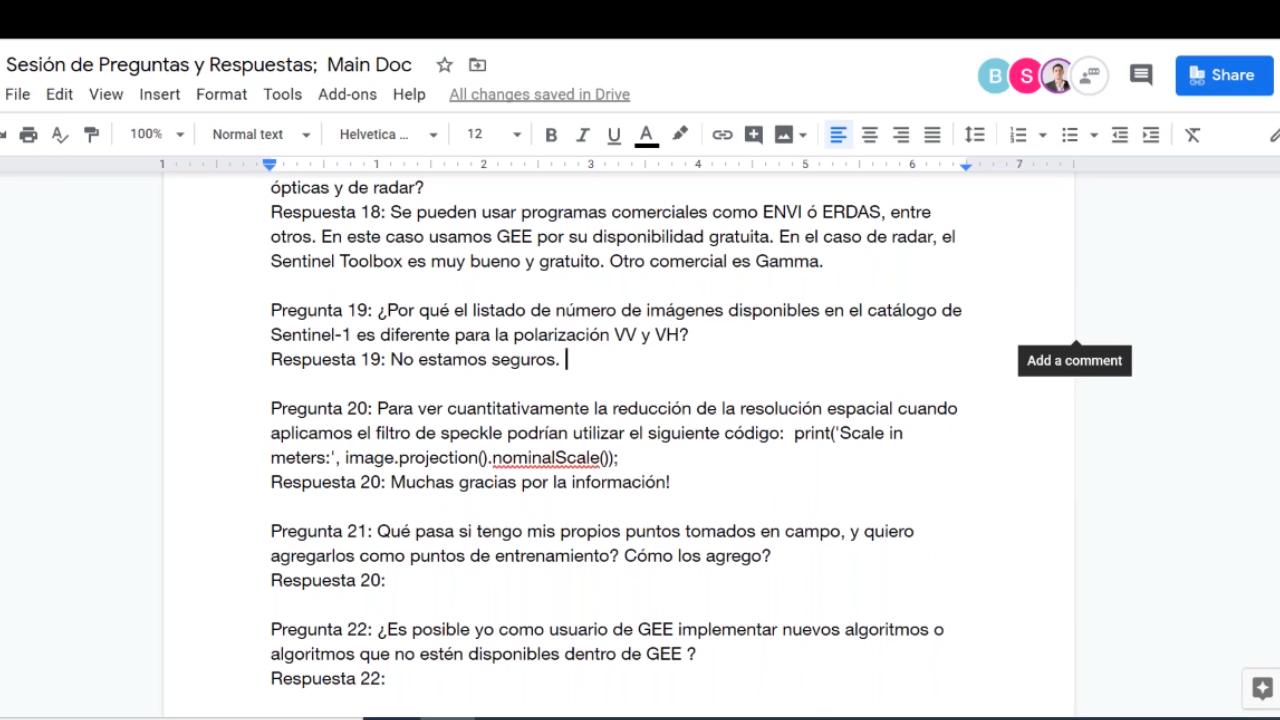 Sesión de Preguntas y Respuestas; Main Doc
B S
Share
File Edit View Insert Format Tools Add-ons Help All changes saved in Drive
100% Normal text Helvetica ... 12 B I U A
1 1 2 3 4 5 6 7
ópticas y de radar?
Respuesta 18: Se pueden usar programas comerciales como ENVI ó ERDAS, entre
otros. En este caso usamos GEE por su disponibilidad gratuita. En el caso de radar, el
Sentinel Toolbox es muy bueno y gratuito. Otro comercial es Gamma.
Pregunta 19: ¿Por qué el listado de número de imágenes disponibles en el catálogo de
Sentinel-1 es diferente para la polarización VV y VH?
Respuesta 19: No estamos seguros.
Add a comment
Pregunta 20: Para ver cuantitativamente la reducción de la resolución espacial cuando
aplicamos el filtro de speckle podrían utilizar el siguiente código: print('Scale in
meters:', image.projection().nominalScale());
Respuesta 20: Muchas gracias por la información!
Pregunta 21: Qué pasa si tengo mis propios puntos tomados en campo, y quiero
agregarlos como puntos de entrenamiento? Cómo los agrego?
Respuesta 20:
Pregunta 22: ¿Es posible yo como usuario de GEE implementar nuevos algoritmos o
algoritmos que no estén disponibles dentro de GEE ?
Respuesta 22: